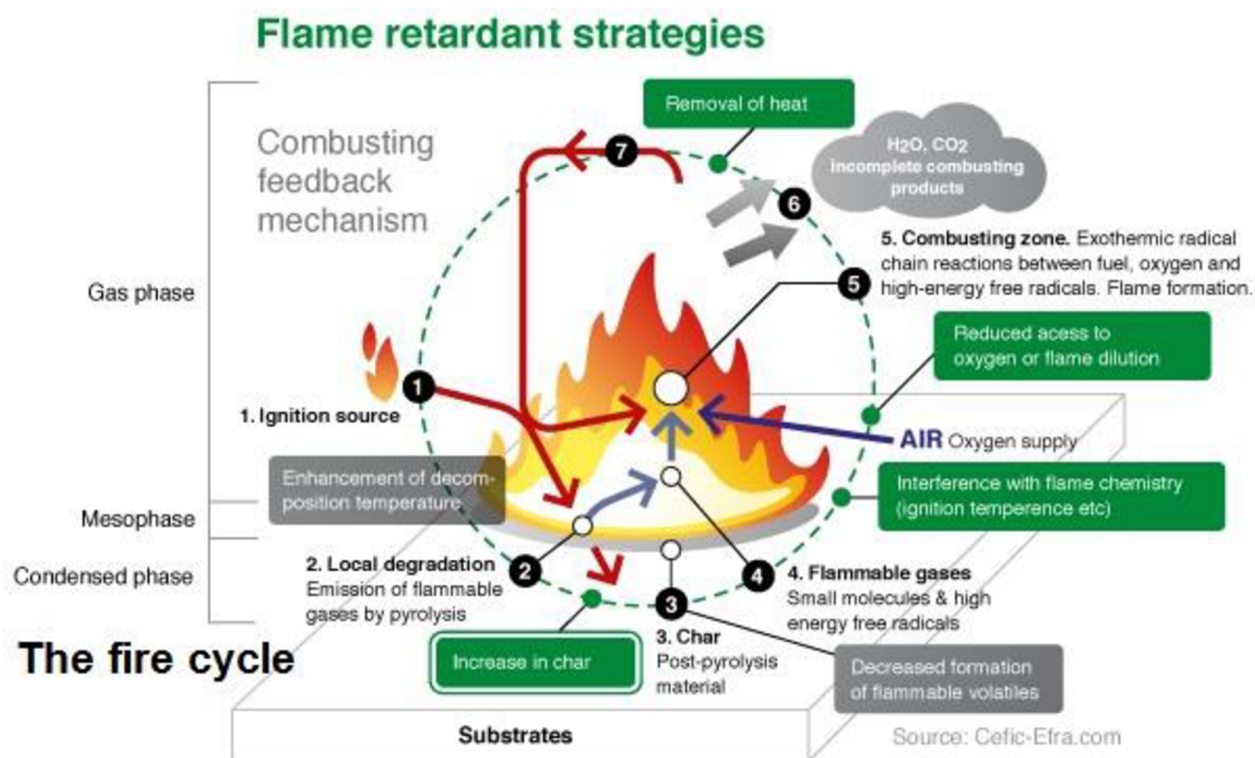 Flame retardant strategies
Removal of heat
Combusting
feedback
mechanism
7
H2O, CO2
Incomplete combusting
products
6
5. Combusting zone. Exothermic radical
chain reactions between fuel, oxygen and
high-energy free radicals. Flame formation.
5
Gas phase
Reduced acess to
oxygen or flame dilution
1
1. Ignition source
AIR Oxygen supply
Enhancement of decom-
position temperature
Interference with flame chemistry
(ignition temperence etc)
Mesophase
Condensed phase
2. Local degradation
Emission of flammable
gases by pyrolysis
2
4
4. Flammable gases
Small molecules & high
energy free radicals
3
3. Char
Post-pyrolysis
material
The fire cycle
Increase in char
Decreased formation
of flammable volatiles
Substrates
Source: Cefic-Efra.com